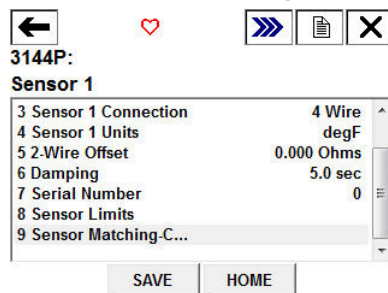 3144P:
Sensor 1
3 Sensor 1 Connection 4 Wire
4 Sensor 1 Units degF
5 2-Wire Offset 0.000 Ohms
6 Damping 5.0 sec
7 Serial Number 0
8 Sensor Limits
9 Sensor Matching-C...
SAVE HOME